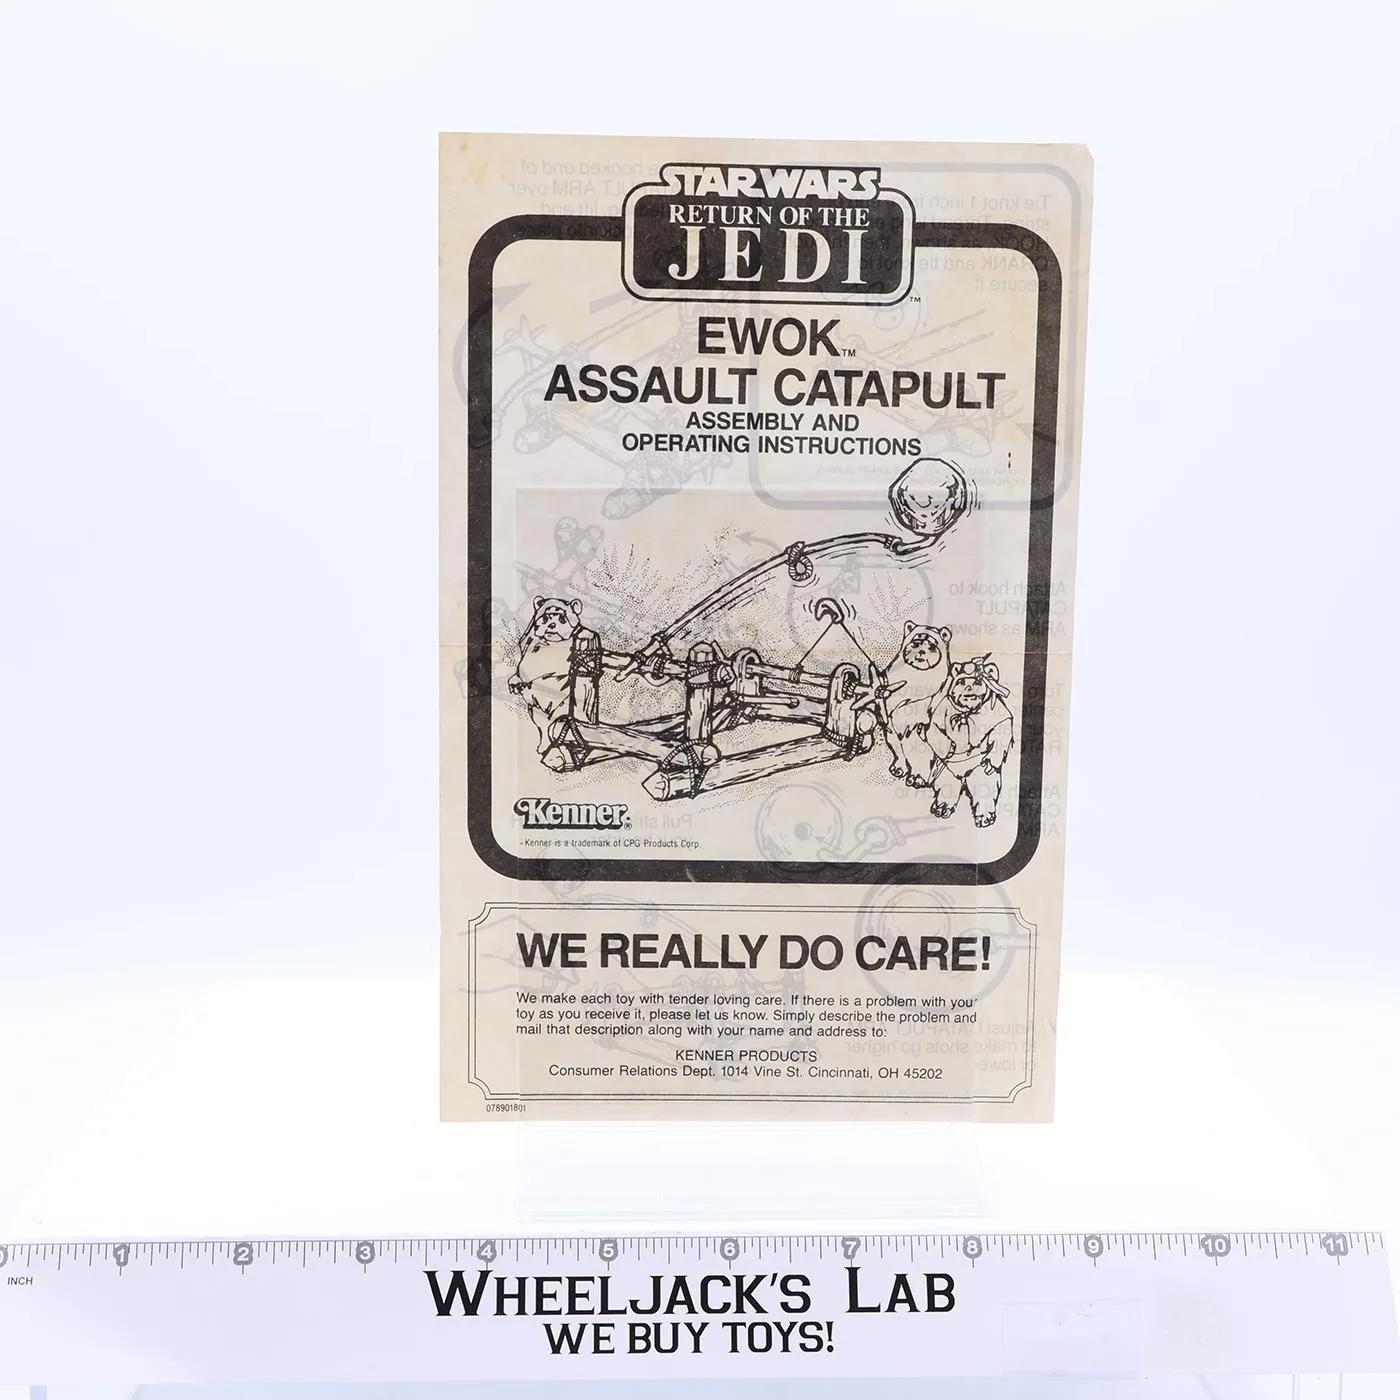 STAR WARS
RETURN OF THE
JEDI
TM
EWOK TM
ASSAULT CATAPULT
ASSEMBLY AND
OPERATING INSTRUCTIONS
Kenner®
- Kenner is a trademark of CPG Products Corp.
WE REALLY DO CARE!
We make each toy with tender loving care. If there is a problem with your
toy as you receive it, please let us know. Simply describe the problem and
mail that description along with your name and address to:
KENNER PRODUCTS
Consumer Relations Dept. 1014 Vine St. Cincinnati, OH 45202
078901801
0 1 2 3 4 5 6 7 8 9 10 11
INCH
WHEELJACK'S LAB
WE BUY TOYS!